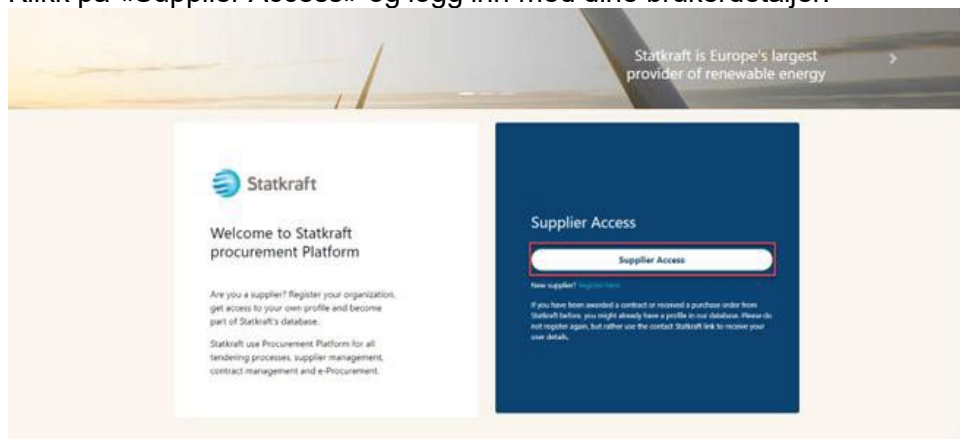 Klikk på «Supplier Access» og logg inn med dine brukerdetaljer.
Statkraft is Europe's largest
provider of renewable energy
Statkraft
Welcome to Statkraft
procurement Platform
Are you a supplier? Register your organization,
get access to your own profile and become
part of Statkraft's database.
Statkraft use Procurement Platform for all
tendering processes, supplier management,
contract management and e-Procurement.
Supplier Access
Supplier Access
New supplier? Register here
If you have been awarded a contract or received a purchase order from
Statkraft before, you might already have a profile in our database. Please do
not register again, but rather use the contact Statkraft link to receive your
user details.